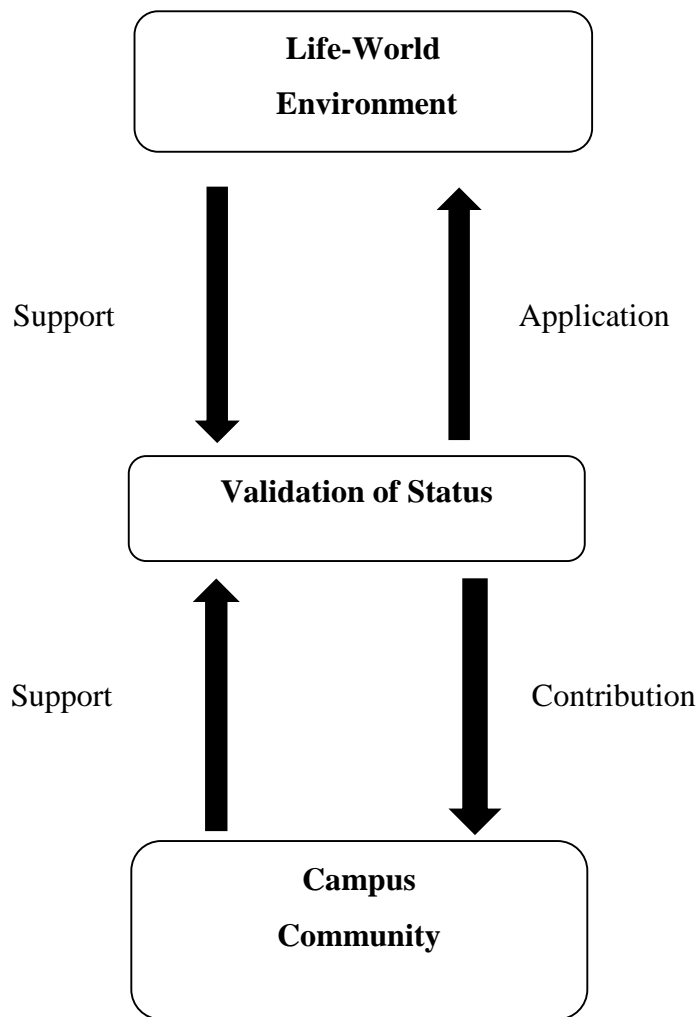 Life-World
Environment
Support
Application
Validation of Status
Support
Contribution
Campus
Community